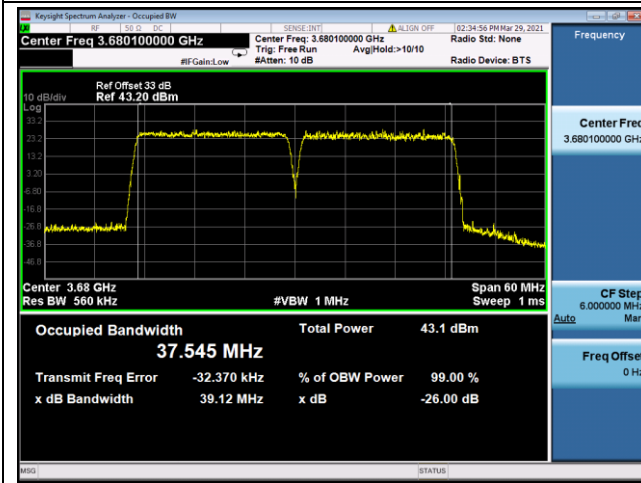 Keysight Spectrum Analyzer - Occupied BW
RF 50 Ω DC SENSE:INT ALIGN OFF 02:34:56 PM Mar 29, 2021
Center Freq 3.680100000 GHz Center Freq: 3.680100000 GHz Radio Std: None
Trig: Free Run Avg|Hold:>10/10
#IFGain:Low #Atten: 10 dB Radio Device: BTS
Frequency
Ref Offset 33 dB
10 dB/div Ref 43.20 dBm
Log
33.2
23.2
13.2
3.20
-6.80
-16.8
-26.8
-36.8
-46.8
Center Freq
3.680100000 GHz
Center 3.68 GHz Span 60 MHz
Res BW 560 kHz #VBW 1 MHz Sweep 1 ms
CF Step
6.000000 MHz
Auto Man
Occupied Bandwidth Total Power 43.1 dBm
37.545 MHz
Transmit Freq Error -32.370 kHz % of OBW Power 99.00 %
x dB Bandwidth 39.12 MHz x dB -26.00 dB
Freq Offset
0 Hz
MSG STATUS